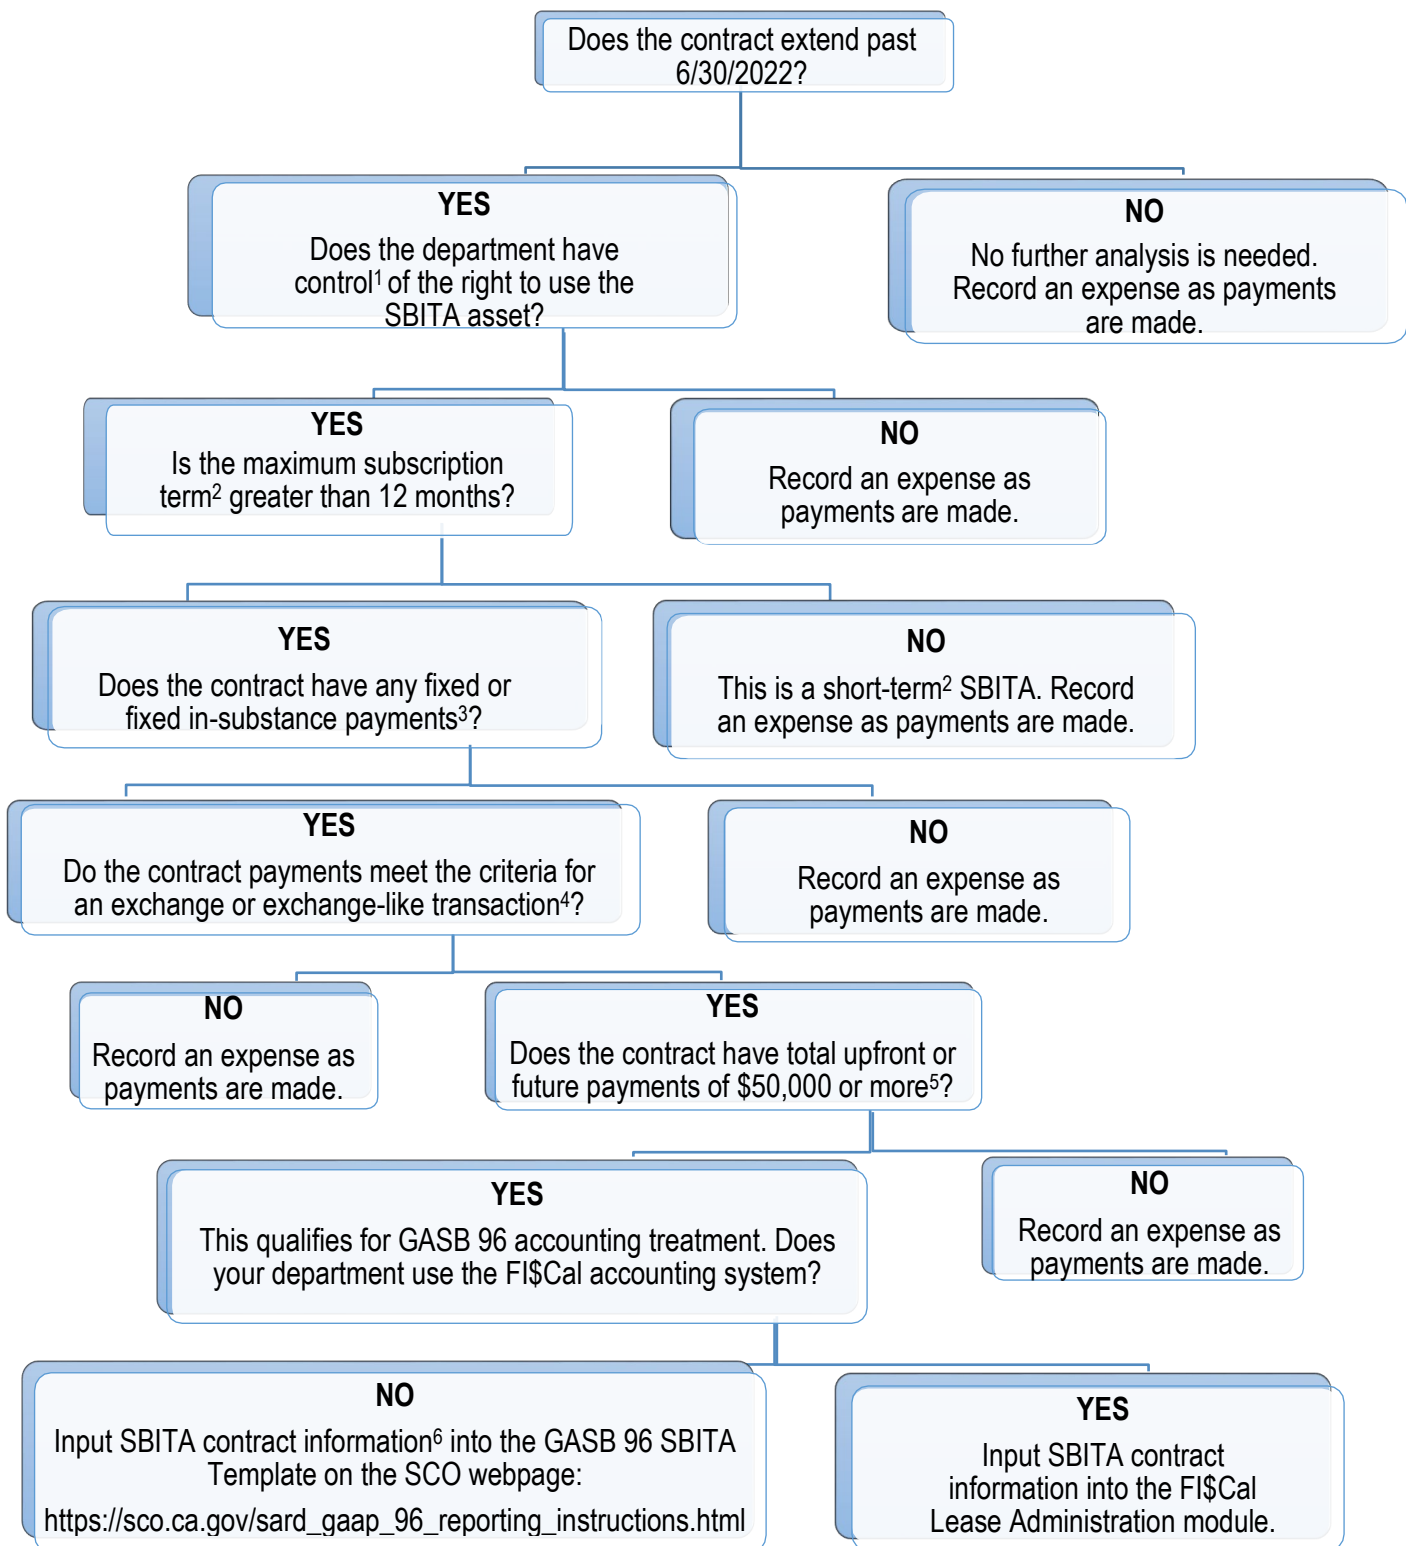 Does the contract extend past
6/30/2022?
YES
Does the department have
control¹ of the right to use the
SBITA asset?
NO
No further analysis is needed.
Record an expense as payments
are made.
YES
Is the maximum subscription
term² greater than 12 months?
NO
Record an expense as
payments are made.
YES
Does the contract have any fixed or
fixed in-substance payments³?
NO
This is a short-term² SBITA. Record
an expense as payments are made.
YES
Do the contract payments meet the criteria for
an exchange or exchange-like transaction⁴?
NO
Record an expense as
payments are made.
NO
Record an expense as
payments are made.
YES
Does the contract have total upfront or
future payments of $50,000 or more⁵?
YES
This qualifies for GASB 96 accounting treatment. Does
your department use the FI$Cal accounting system?
NO
Record an expense as
payments are made.
NO
Input SBITA contract information⁶ into the GASB 96 SBITA
Template on the SCO webpage:
https://sco.ca.gov/sard_gaap_96_reporting_instructions.html
YES
Input SBITA contract
information into the FI$Cal
Lease Administration module.